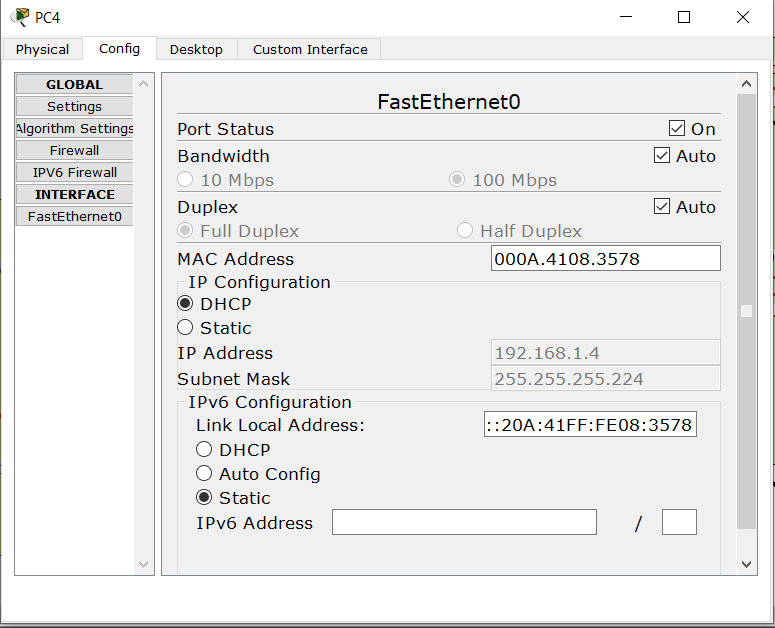 PC4
Physical Config Desktop Custom Interface
GLOBAL
Settings
Algorithm Settings
Firewall
IPV6 Firewall
INTERFACE
FastEthernet0
FastEthernet0
Port Status On
Bandwidth Auto
10 Mbps 100 Mbps
Duplex Auto
Full Duplex Half Duplex
MAC Address 000A.4108.3578
IP Configuration
DHCP
Static
IP Address 192.168.1.4
Subnet Mask 255.255.255.224
IPv6 Configuration
Link Local Address: ::20A:41FF:FE08:3578
DHCP
Auto Config
Static
IPv6 Address /